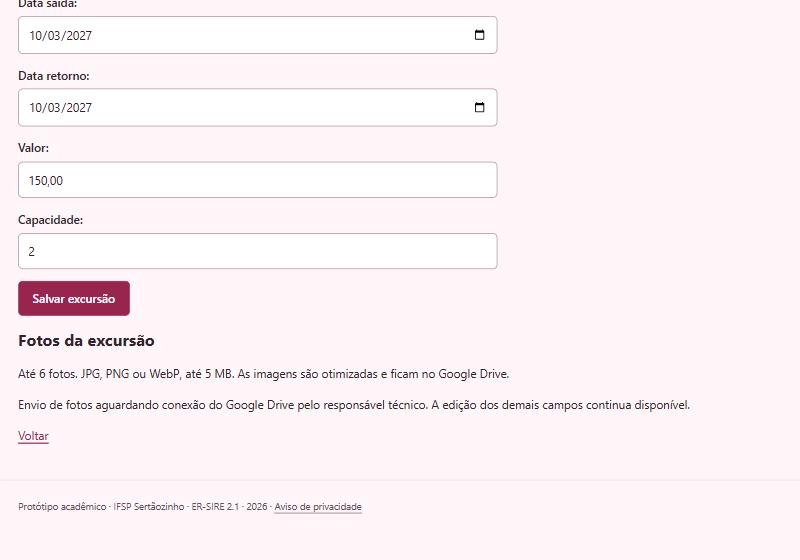 Data saída:
10/03/2027
Data retorno:
10/03/2027
Valor:
150,00
Capacidade:
2
Salvar excursão
Fotos da excursão
Até 6 fotos. JPG, PNG ou WebP, até 5 MB. As imagens são otimizadas e ficam no Google Drive.
Envio de fotos aguardando conexão do Google Drive pelo responsável técnico. A edição dos demais campos continua disponível.
Voltar
Protótipo acadêmico · IFSP Sertãozinho · ER-SIRE 2.1 · 2026 · Aviso de privacidade